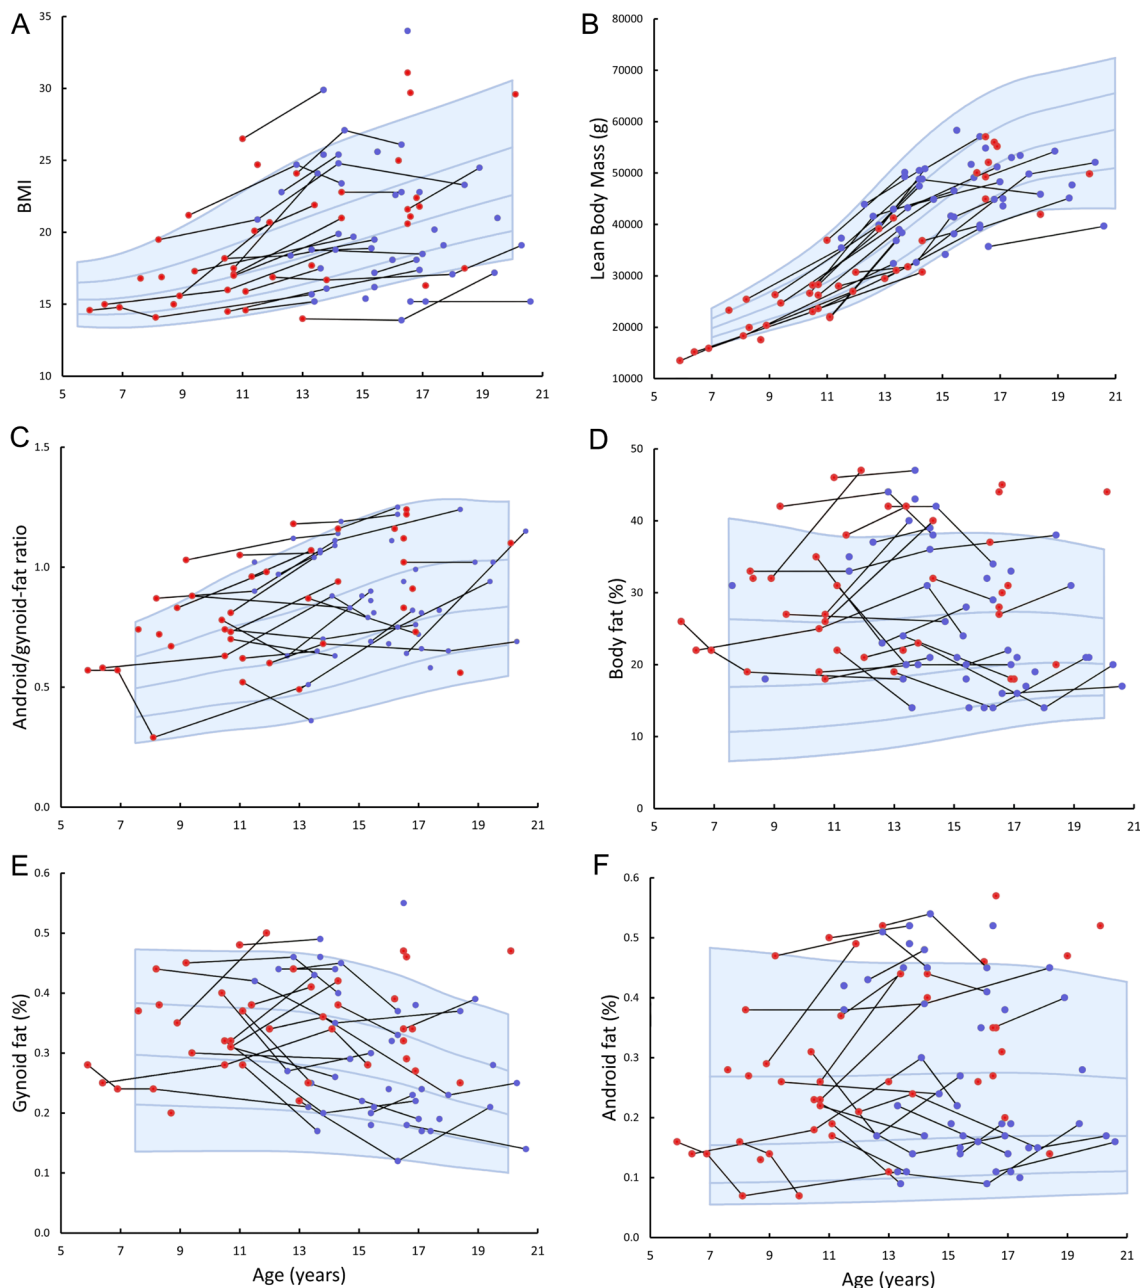 A
BMI
35
30
25
20
15
10
5 7 9 11 13 15 17 19 21
B
Lean Body Mass (g)
80000
70000
60000
50000
40000
30000
20000
10000
5 7 9 11 13 15 17 19 21
C
Android/gynoid-fat ratio
1.5
1.0
0.5
0.0
5 7 9 11 13 15 17 19 21
D
Body fat (%)
50
40
30
20
10
0
5 7 9 11 13 15 17 19 21
E
Gynoid fat (%)
0.6
0.5
0.4
0.3
0.2
0.1
0.0
5 7 9 11 13 15 17 19 21
Age (years)
F
Android fat (%)
0.6
0.5
0.4
0.3
0.2
0.1
0.0
5 7 9 11 13 15 17 19 21
Age (years)